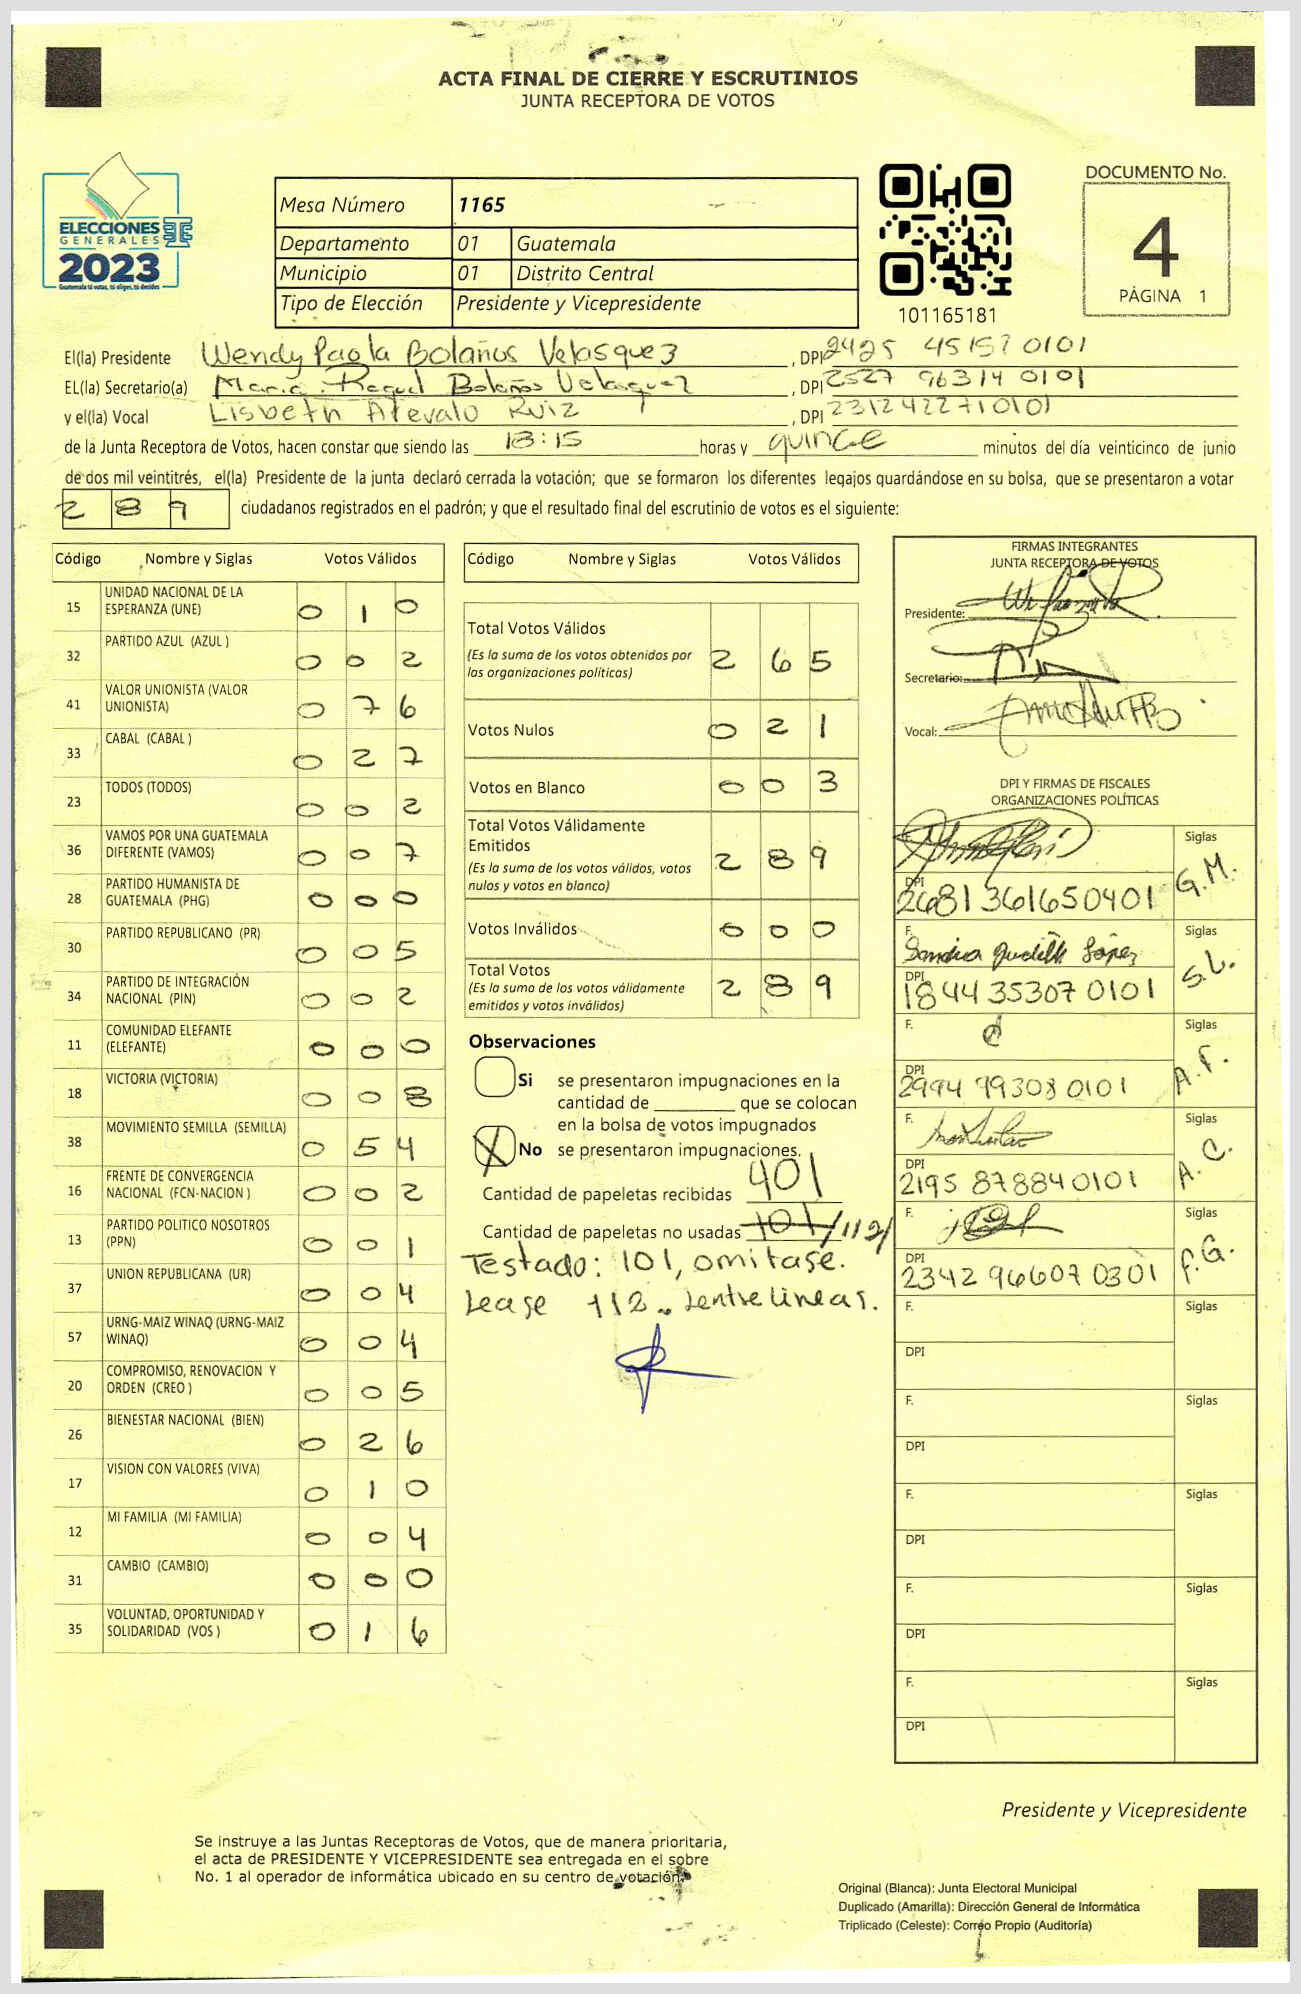 ACTA FINAL DE CIERRE Y ESCRUTINIOS
JUNTA RECEPTORA DE VOTOS
ELECCIONES
GENERALES
2023
Guatemala tú votas, tú eliges, tú decides
Mesa Número 1165
Departamento 01 Guatemala
Municipio 01 Distrito Central
Tipo de Elección Presidente y Vicepresidente
101165181
DOCUMENTO No.
4
PÁGINA 1
El(la) Presidente Wendy Paola Bolaños Velasquez , DPI 2425 45157 0101
EL(la) Secretario(a) María Raquel Bolaños Velasquez , DPI 2527 96314 0101
y el(la) Vocal Lisbeth Arevalo Ruiz , DPI 2312422710101
de la Junta Receptora de Votos, hacen constar que siendo las 18:15 horas y quince minutos del día veinticinco de junio
de dos mil veintitrés, el(la) Presidente de la junta declaró cerrada la votación; que se formaron los diferentes legajos quardándose en su bolsa, que se presentaron a votar
2 8 9 ciudadanos registrados en el padrón; y que el resultado final del escrutinio de votos es el siguiente:
Código Nombre y Siglas Votos Válidos
15 UNIDAD NACIONAL DE LA ESPERANZA (UNE) 0 1 0
32 PARTIDO AZUL (AZUL ) 0 0 2
41 VALOR UNIONISTA (VALOR UNIONISTA) 0 7 6
33 CABAL (CABAL ) 0 2 7
23 TODOS (TODOS) 0 0 2
36 VAMOS POR UNA GUATEMALA DIFERENTE (VAMOS) 0 0 7
28 PARTIDO HUMANISTA DE GUATEMALA (PHG) 0 0 0
30 PARTIDO REPUBLICANO (PR) 0 0 5
34 PARTIDO DE INTEGRACIÓN NACIONAL (PIN) 0 0 2
11 COMUNIDAD ELEFANTE (ELEFANTE) 0 0 0
18 VICTORIA (VICTORIA) 0 0 8
38 MOVIMIENTO SEMILLA (SEMILLA) 0 5 4
16 FRENTE DE CONVERGENCIA NACIONAL (FCN-NACION ) 0 0 2
13 PARTIDO POLITICO NOSOTROS (PPN) 0 0 1
37 UNION REPUBLICANA (UR) 0 0 4
57 URNG-MAIZ WINAQ (URNG-MAIZ WINAQ) 0 0 4
20 COMPROMISO, RENOVACION Y ORDEN (CREO ) 0 0 5
26 BIENESTAR NACIONAL (BIEN) 0 2 6
17 VISION CON VALORES (VIVA) 0 1 0
12 MI FAMILIA (MI FAMILIA) 0 0 4
31 CAMBIO (CAMBIO) 0 0 0
35 VOLUNTAD, OPORTUNIDAD Y SOLIDARIDAD (VOS ) 0 1 6
Código Nombre y Siglas Votos Válidos
Total Votos Válidos 2 6 5
(Es la suma de los votos obtenidos por
las organizaciones políticas)
Votos Nulos 0 2 1
Votos en Blanco 0 0 3
Total Votos Válidamente
Emitidos 2 8 9
(Es la suma de los votos válidos, votos
nulos y votos en blanco)
Votos Inválidos 0 0 0
Total Votos 2 8 9
(Es la suma de los votos válidamente
emitidos y votos inválidos)
Observaciones
Si se presentaron impugnaciones en la
cantidad de ________ que se colocan
en la bolsa de votos impugnados
X No se presentaron impugnaciones.
Cantidad de papeletas recibidas 401
Cantidad de papeletas no usadas 101/112/
Testado: 101, omitase.
Lease 112.. entre lineas.
FIRMAS INTEGRANTES
JUNTA RECEPTORA DE VOTOS
Presidente:
Secretario:
Vocal:
DPI Y FIRMAS DE FISCALES
ORGANIZACIONES POLÍTICAS
F. Siglas G.M.
DPI 2681361650401
F. Sandra Judith López Siglas S.L.
DPI 1844 35307 0101
F. Siglas A.F.
DPI 2994 99308 0101
F. Siglas A.C.
DPI 2195 87884 0101
F. Siglas F.G.
DPI 2342 96607 0301
F. Siglas
DPI
F. Siglas
DPI
F. Siglas
DPI
F. Siglas
DPI
F. Siglas
DPI
Presidente y Vicepresidente
Se instruye a las Juntas Receptoras de Votos, que de manera prioritaria,
el acta de PRESIDENTE Y VICEPRESIDENTE sea entregada en el sobre
No. 1 al operador de informática ubicado en su centro de votación.
Original (Blanca): Junta Electoral Municipal
Duplicado (Amarilla): Dirección General de Informática
Triplicado (Celeste): Correo Propio (Auditoría)